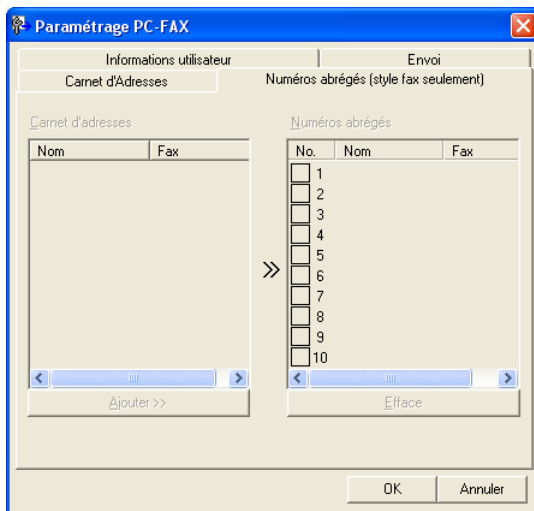 Paramétrage PC-FAX
Informations utilisateur
Envoi
Carnet d'Adresses
Numéros abrégés (style fax seulement)
Carnet d'adresses
Numéros abrégés
Nom Fax
No. Nom Fax
1
2
3
4
5
6
7
8
9
10
Ajouter >>
Efface
OK
Annuler